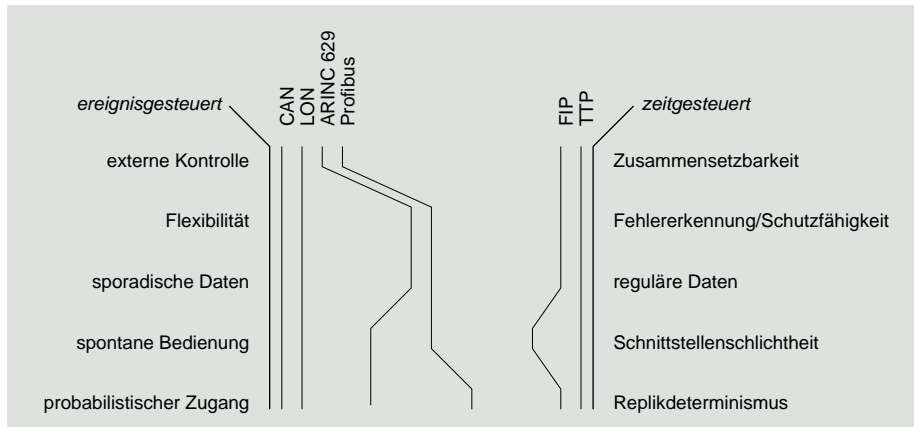 CAN
LON
ARINC 629
Profibus
FIP
TTP
ereignisgesteuert
zeitgesteuert
externe Kontrolle
Zusammensetzbarkeit
Flexibilität
Fehlererkennung/Schutzfähigkeit
sporadische Daten
reguläre Daten
spontane Bedienung
Schnittstellenschlichtheit
probabilistischer Zugang
Replikdeterminismus